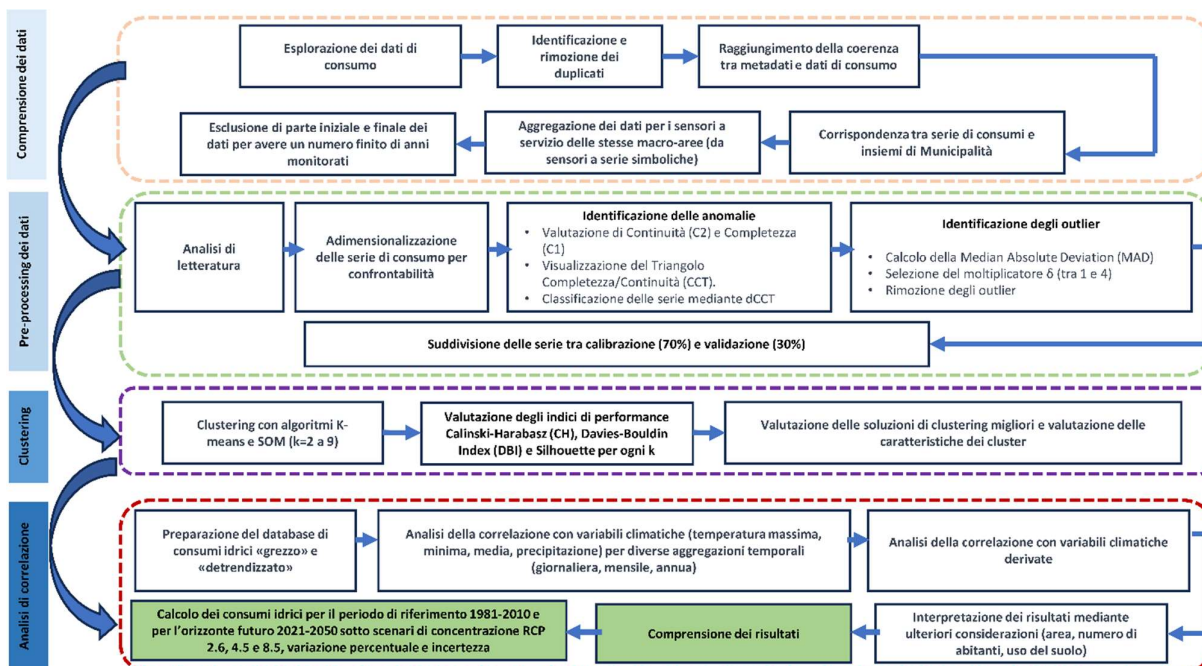 Comprensione dei dati
Esplorazione dei dati di
consumo
Identificazione e
rimozione dei
duplicati
Raggiungimento della coerenza
tra metadati e dati di consumo
Esclusione di parte iniziale e finale dei
dati per avere un numero finito di anni
monitorati
Aggregazione dei dati per i sensori a
servizio delle stesse macro-aree (da
sensori a serie simboliche)
Corrispondenza tra serie di consumi e
insiemi di Municipalità
Pre-processing dei dati
Analisi di
letteratura
Adimensionalizzazione
delle serie di consumo per
confrontabilità
Identificazione delle anomalie
• Valutazione di Continuità (C2) e Completezza
(C1)
• Visualizzazione del Triangolo
Completezza/Continuità (CCT).
• Classificazione delle serie mediante dCCT
Identificazione degli outlier
• Calcolo della Median Absolute Deviation (MAD)
• Selezione del moltiplicatore δ (tra 1 e 4)
• Rimozione degli outlier
Suddivisione delle serie tra calibrazione (70%) e validazione (30%)
Clustering
Clustering con algoritmi K-
means e SOM (k=2 a 9)
Valutazione degli indici di performance
Calinski-Harabasz (CH), Davies-Bouldin
Index (DBI) e Silhouette per ogni k
Valutazione delle soluzioni di clustering migliori e valutazione delle
caratteristiche dei cluster
Analisi di correlazione
Preparazione del database di
consumi idrici «grezzo» e
«detrendizzato»
Analisi della correlazione con variabili climatiche (temperatura massima,
minima, media, precipitazione) per diverse aggregazioni temporali
(giornaliera, mensile, annua)
Analisi della correlazione con variabili climatiche
derivate
Calcolo dei consumi idrici per il periodo di riferimento 1981-2010 e
per l'orizzonte futuro 2021-2050 sotto scenari di concentrazione RCP
2.6, 4.5 e 8.5, variazione percentuale e incertezza
Comprensione dei risultati
Interpretazione dei risultati mediante
ulteriori considerazioni (area, numero di
abitanti, uso del suolo)